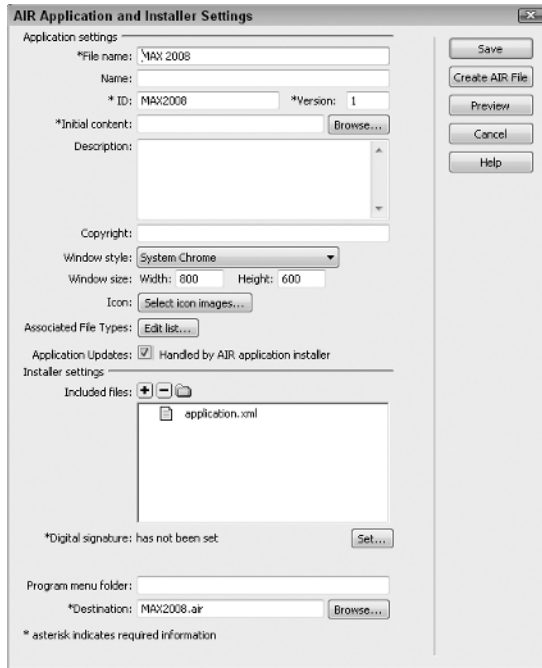 AIR Application and Installer Settings
Application settings
*File name: MAX 2008
Name:
* ID: MAX2008 *Version: 1
*Initial content: Browse...
Description:
Copyright:
Window style: System Chrome
Window size: Width: 800 Height: 600
Icon: Select icon images...
Associated File Types: Edit list...
Application Updates: Handled by AIR application installer
Installer settings
Included files:
application.xml
*Digital signature: has not been set Set...
Program menu folder:
*Destination: MAX2008.air Browse...
* asterisk indicates required information
Save
Create AIR File
Preview
Cancel
Help